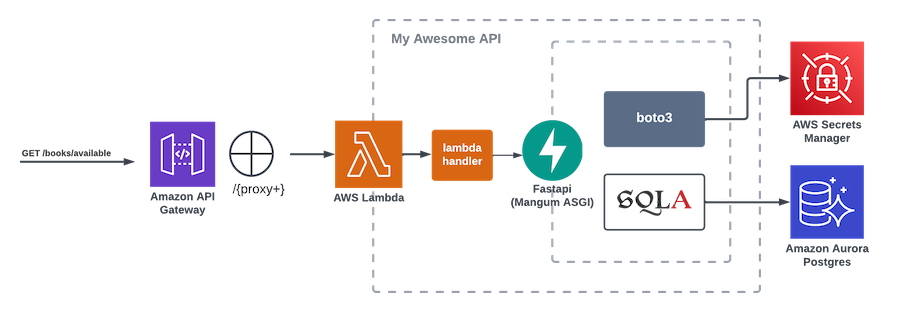 My Awesome API
GET /books/available
Amazon API
Gateway
/{proxy+}
AWS Lambda
lambda
handler
Fastapi
(Mangum ASGI)
boto3
SQLA
AWS Secrets
Manager
Amazon Aurora
Postgres